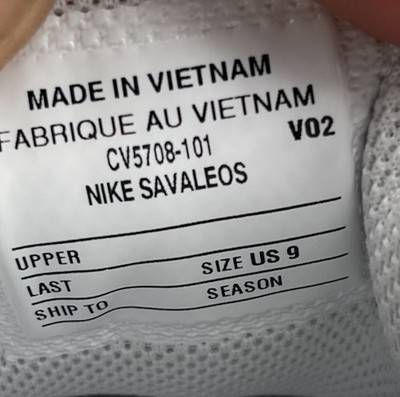 MADE IN VIETNAM
FABRIQUE AU VIETNAM
CV5708-101 V02
NIKE SAVALEOS
UPPER
LAST SIZE US 9
SHIP TO SEASON